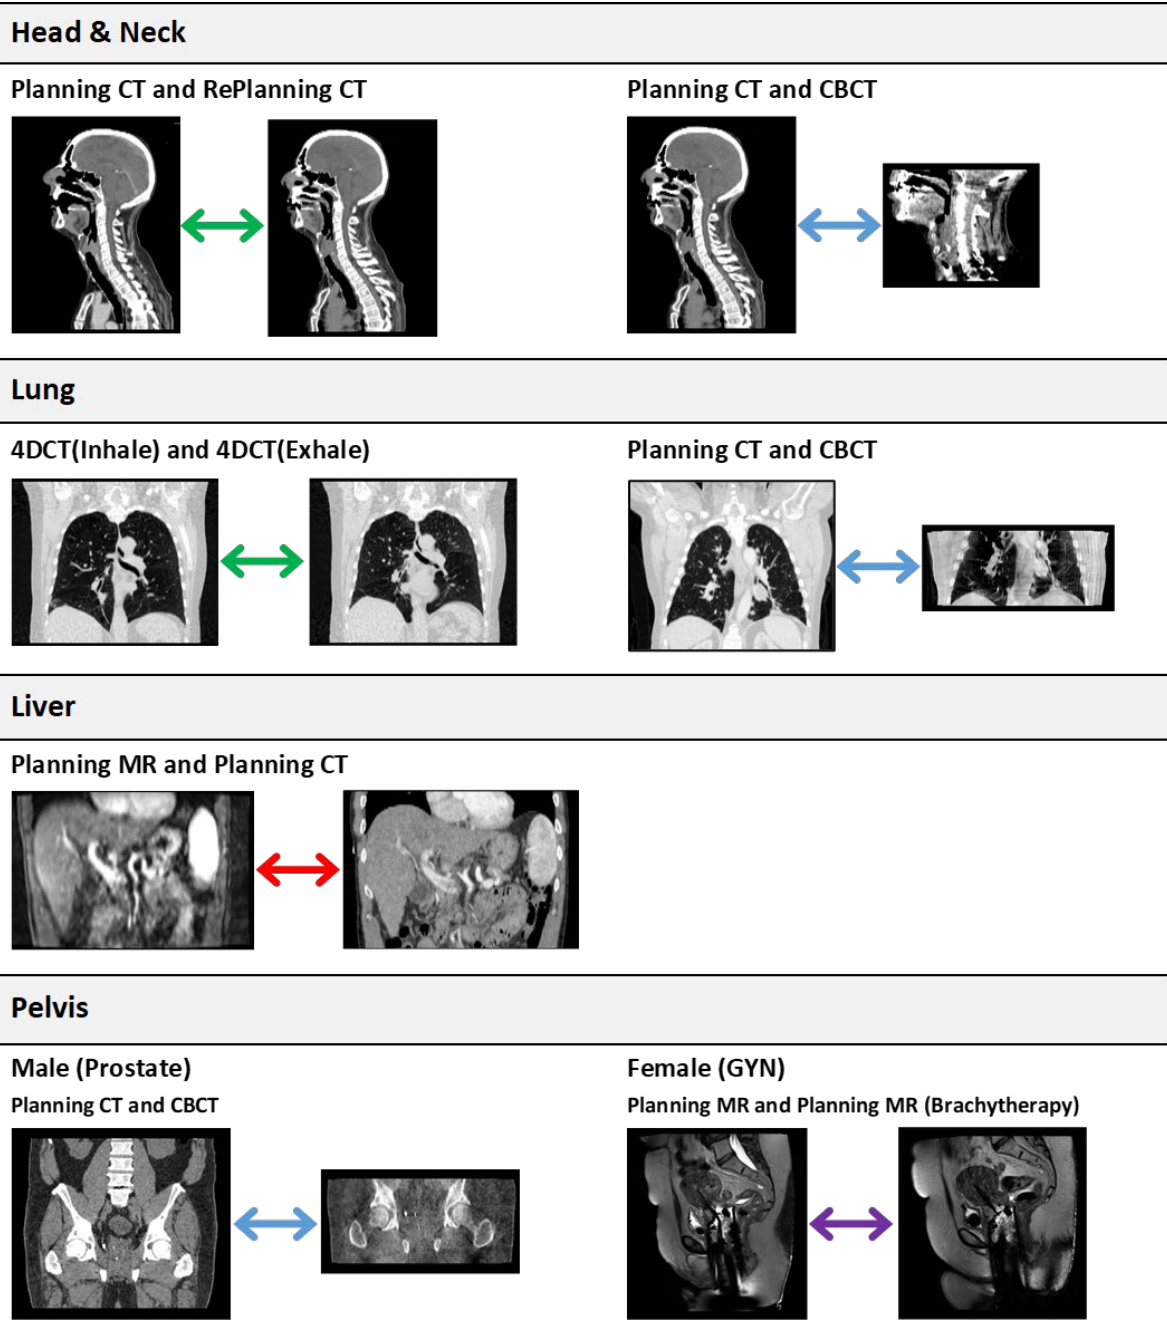 Head & Neck
Planning CT and RePlanning CT
Planning CT and CBCT
Lung
4DCT(Inhale) and 4DCT(Exhale)
Planning CT and CBCT
Liver
Planning MR and Planning CT
Pelvis
Male (Prostate)
Planning CT and CBCT
Female (GYN)
Planning MR and Planning MR (Brachytherapy)